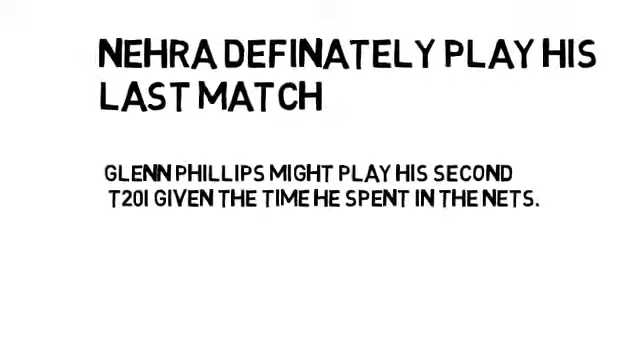 NEHRA DEFINATELY PLAY HIS
LAST MATCH
GLENN PHILLIPS MIGHT PLAY HIS SECOND
T20I GIVEN THE TIME HE SPENT IN THE NETS.